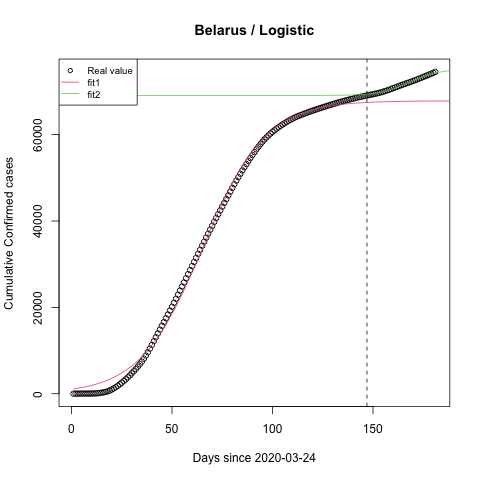 Belarus / Logistic
Real value
fit1
fit2
Cumulative Confirmed cases
60000
40000
20000
0
0 50 100 150
Days since 2020-03-24